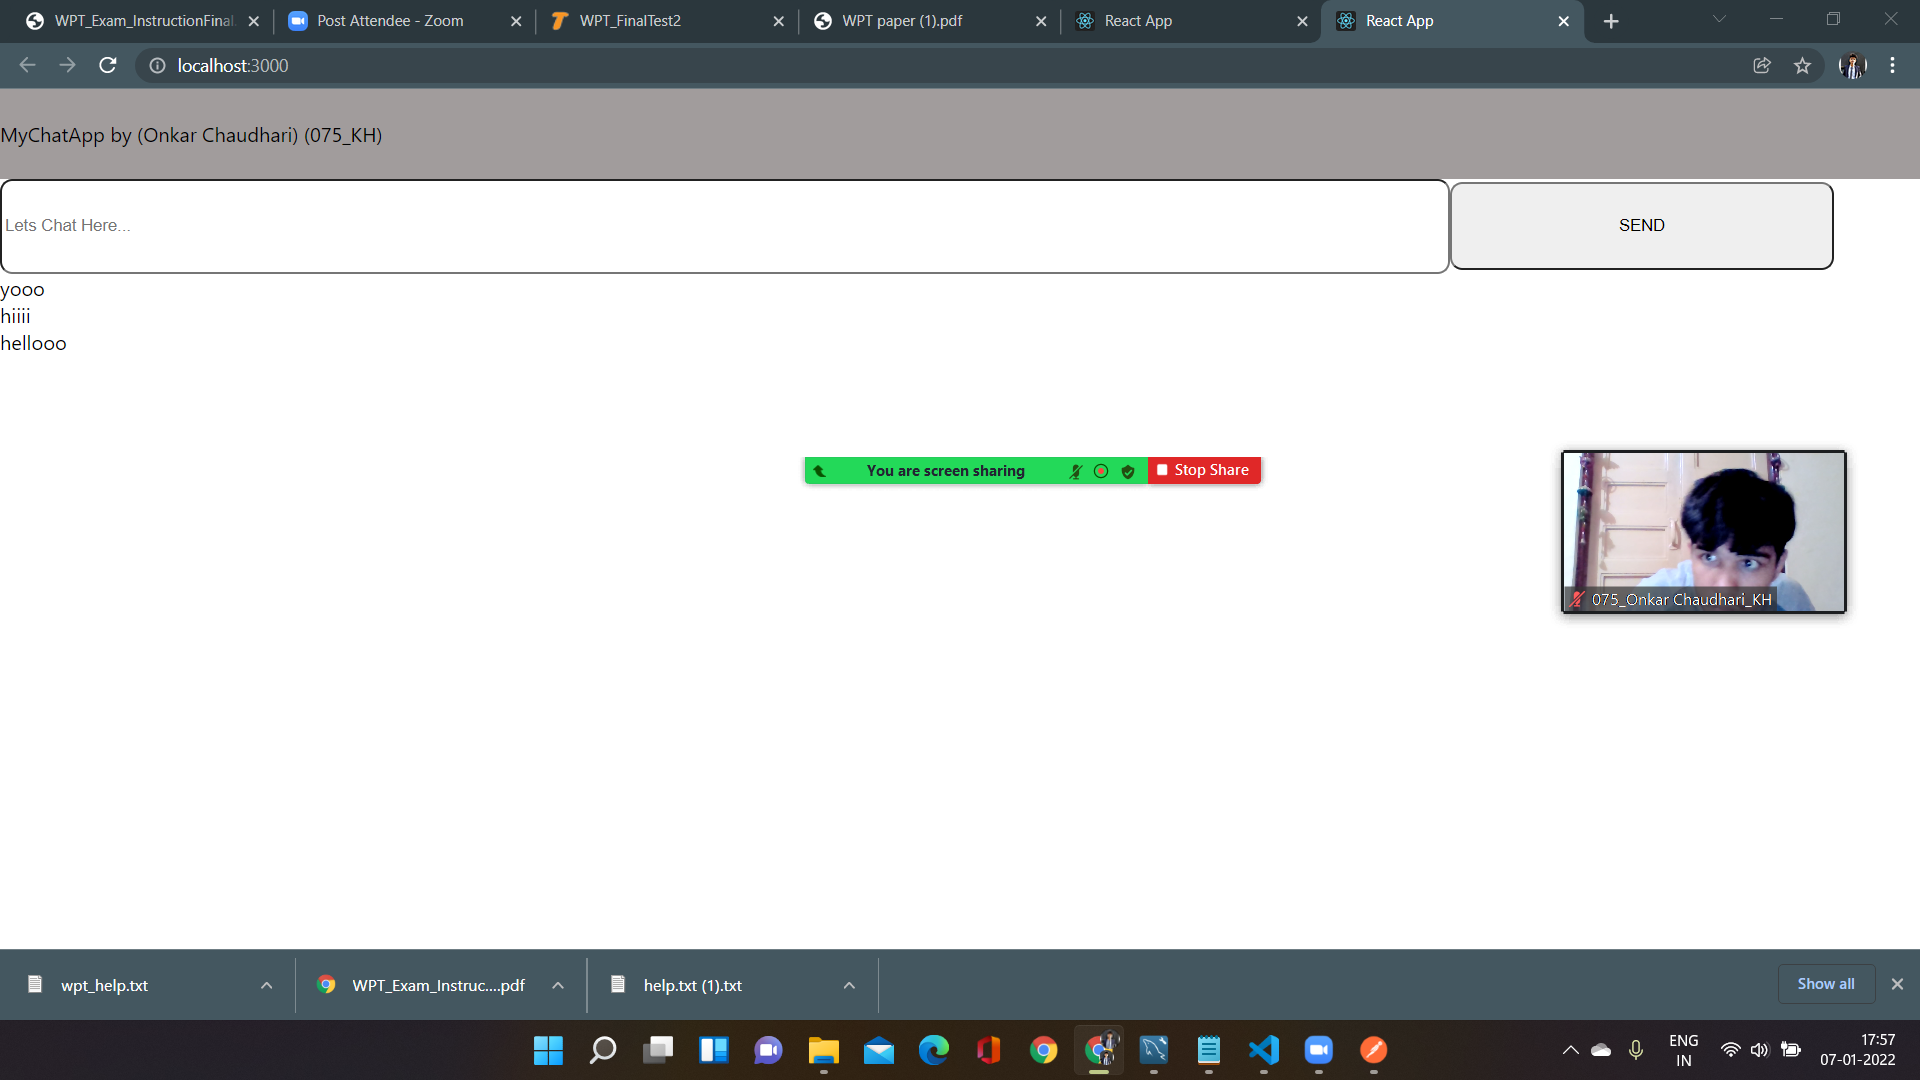 WPT_Exam_InstructionFinal
Post Attendee - Zoom
WPT_FinalTest2
WPT paper (1).pdf
React App
React App
localhost:3000
MyChatApp by (Onkar Chaudhari) (075_KH)
Lets Chat Here...
SEND
yooo
hiiii
hellooo
You are screen sharing
Stop Share
075_Onkar Chaudhari_KH
wpt_help.txt
WPT_Exam_Instruc....pdf
help.txt (1).txt
Show all
ENG
IN
17:57
07-01-2022